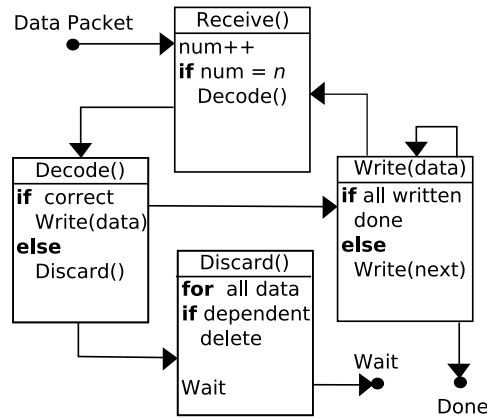 Data Packet
Receive()
num++
if num = n
Decode()
Decode()
if correct
Write(data)
else
Discard()
Write(data)
if all written
done
else
Write(next)
Discard()
for all data
if dependent
delete
Wait
Wait
Done